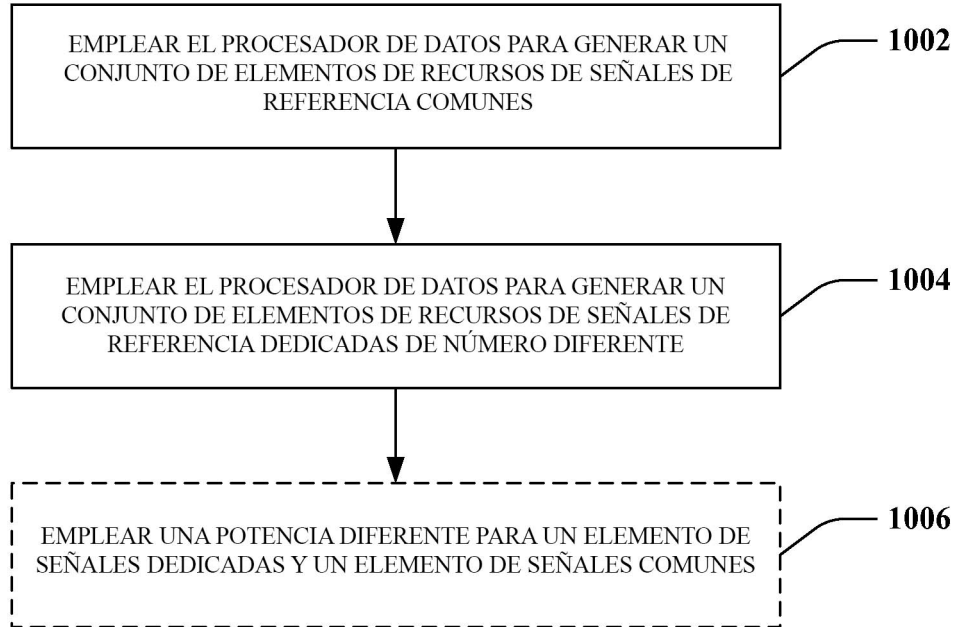 EMPLEAR EL PROCESADOR DE DATOS PARA GENERAR UN
CONJUNTO DE ELEMENTOS DE RECURSOS DE SEÑALES DE
REFERENCIA COMUNES
1002
EMPLEAR EL PROCESADOR DE DATOS PARA GENERAR UN
CONJUNTO DE ELEMENTOS DE RECURSOS DE SEÑALES DE
REFERENCIA DEDICADAS DE NÚMERO DIFERENTE
1004
EMPLEAR UNA POTENCIA DIFERENTE PARA UN ELEMENTO DE
SEÑALES DEDICADAS Y UN ELEMENTO DE SEÑALES COMUNES
1006